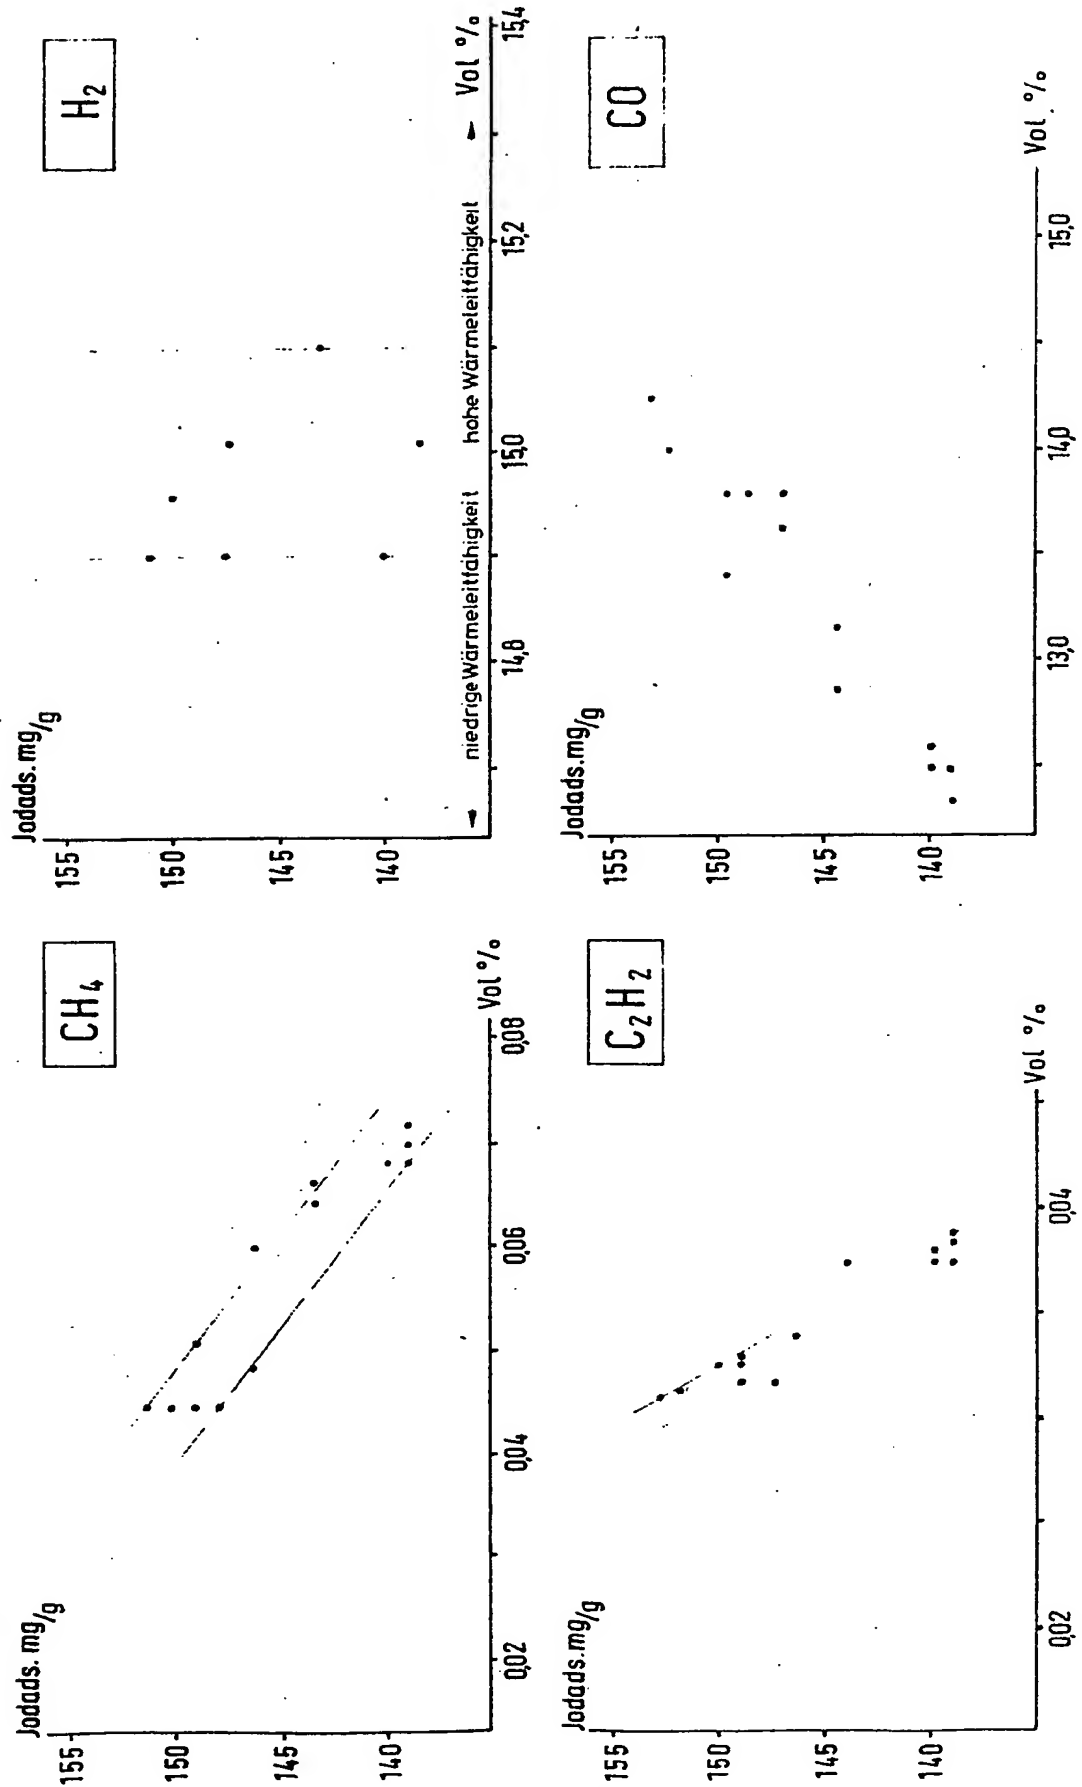 Jodads. mg/g
CH4
155
150
145
140
0,02
0,04
0,06
0,08
Vol %
Jodads. mg/g
H2
155
150
145
140
niedrige Wärmeleitfähigkeit
hohe Wärmeleitfähigkeit
14,8
15,0
15,2
15,4
Vol %
Jodads. mg/g
C2H2
155
150
145
140
0,02
0,04
Vol %
Jodads. mg/g
CO
155
150
145
140
13,0
14,0
15,0
Vol. %